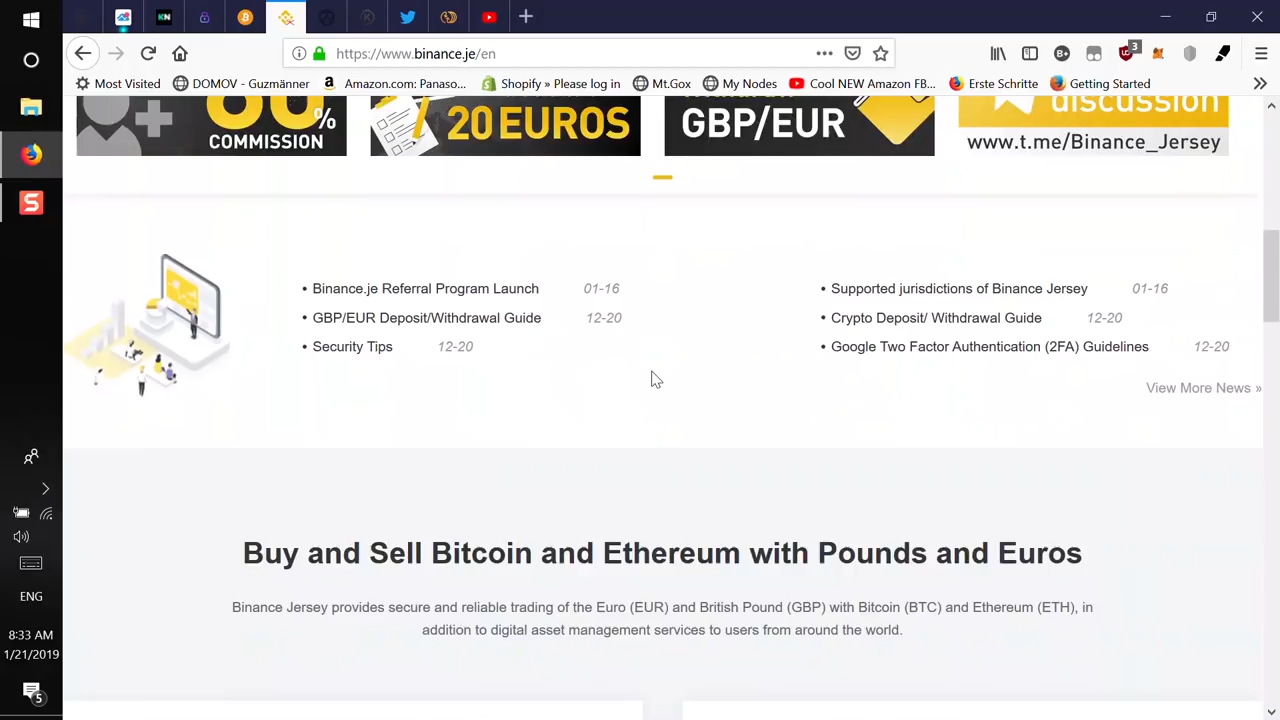 KN
https://www.binance.je/en
3
Most Visited
DOMOV - Guzmänner
Amazon.com: Panaso...
Shopify » Please log in
Mt.Gox
My Nodes
Cool NEW Amazon FB...
Erste Schritte
Getting Started
%
COMMISSION
20 EUROS
GBP/EUR
discussion
www.t.me/Binance_Jersey
• Binance.je Referral Program Launch 01-16
• GBP/EUR Deposit/Withdrawal Guide 12-20
• Security Tips 12-20
• Supported jurisdictions of Binance Jersey 01-16
• Crypto Deposit/ Withdrawal Guide 12-20
• Google Two Factor Authentication (2FA) Guidelines 12-20
View More News »
Buy and Sell Bitcoin and Ethereum with Pounds and Euros
Binance Jersey provides secure and reliable trading of the Euro (EUR) and British Pound (GBP) with Bitcoin (BTC) and Ethereum (ETH), in
addition to digital asset management services to users from around the world.
S
ENG
8:33 AM
1/21/2019
5